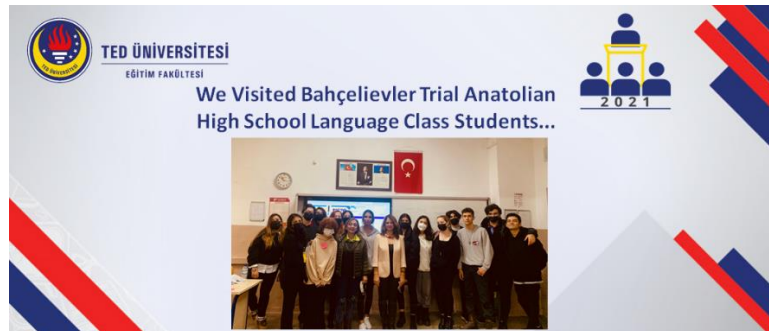 TED ÜNİVERSİTESİ
EĞİTİM FAKÜLTESİ
We Visited Bahçelievler Trial Anatolian
High School Language Class Students...
2021